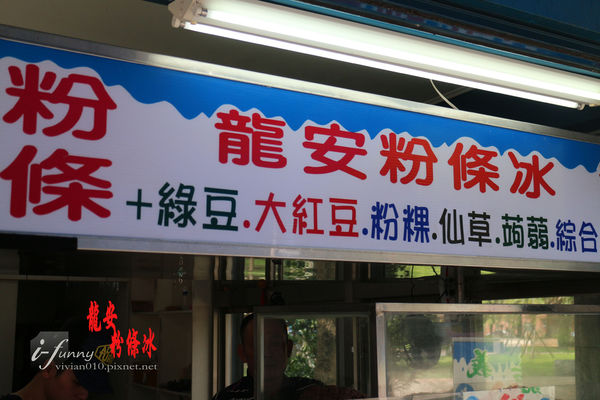 粉條
龍安粉條冰
+綠豆.大紅豆.粉粿.仙草.蒟蒻.綜合
龍安
粉條冰
i-funny
vivian010.pixnet.net